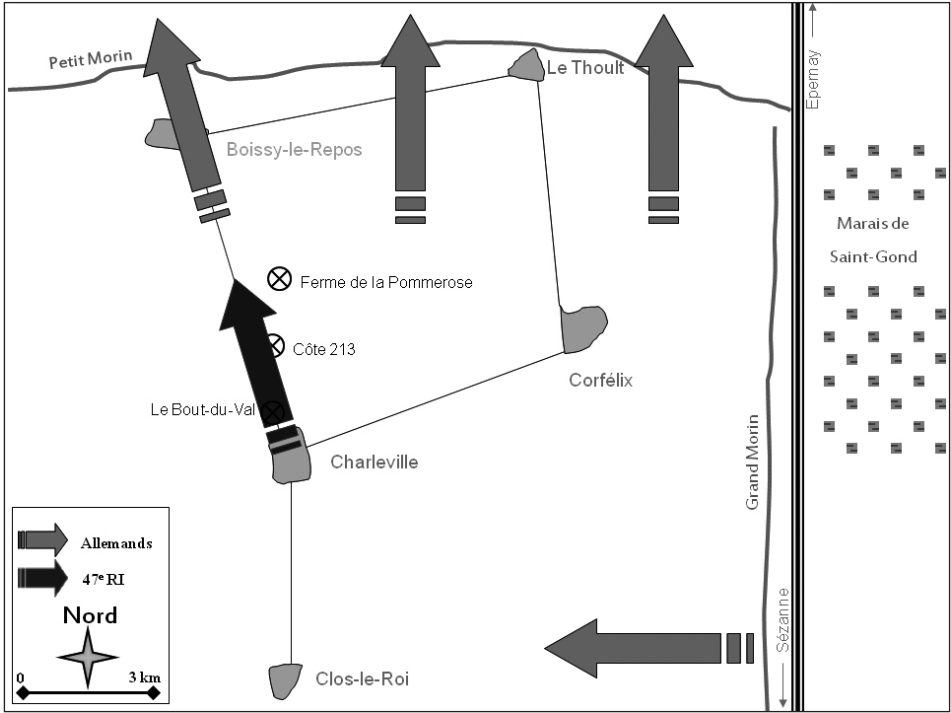 Petit Morin
Le Thoult
Boissy-le-Repos
Epernay
Marais de
Saint-Gond
Ferme de la Pommerose
Côte 213
Corfélix
Le Bout-du-Val
Charleville
Grand Morin
Allemands
47e RI
Nord
0
3 km
Clos-le-Roi
Sézanne